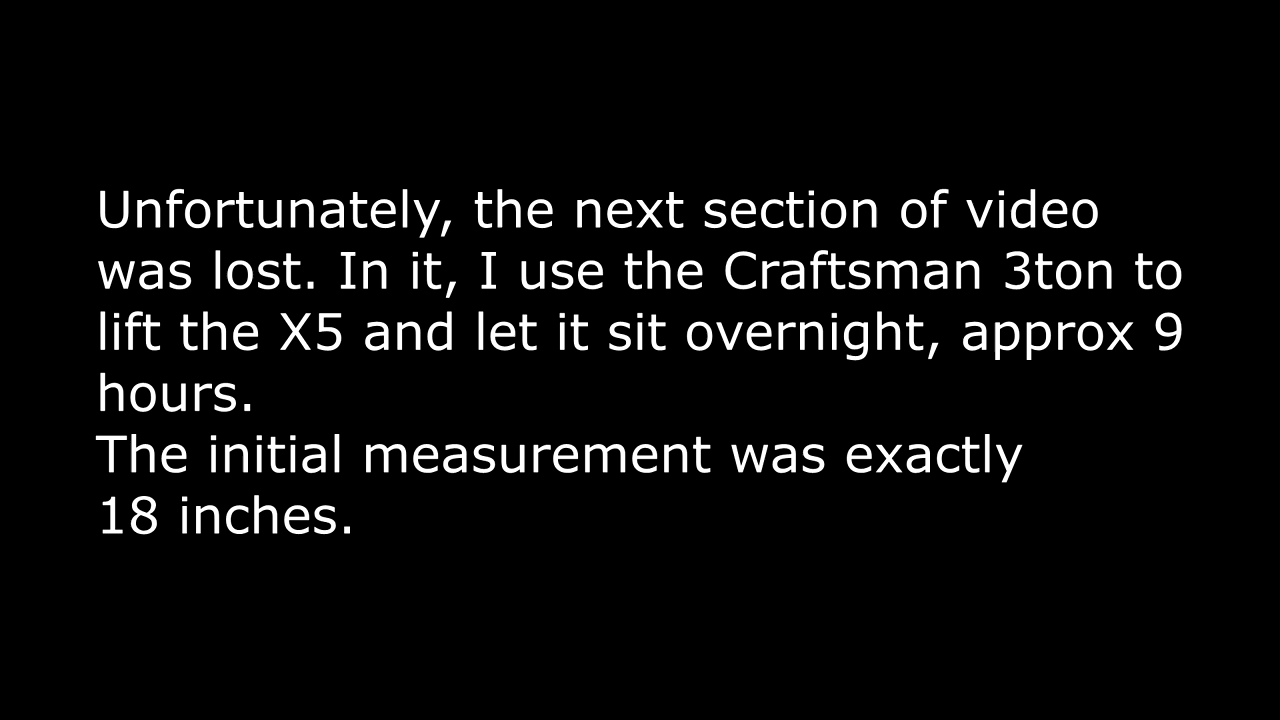 Unfortunately, the next section of video
was lost. In it, I use the Craftsman 3ton to
lift the X5 and let it sit overnight, approx 9
hours.
The initial measurement was exactly
18 inches.